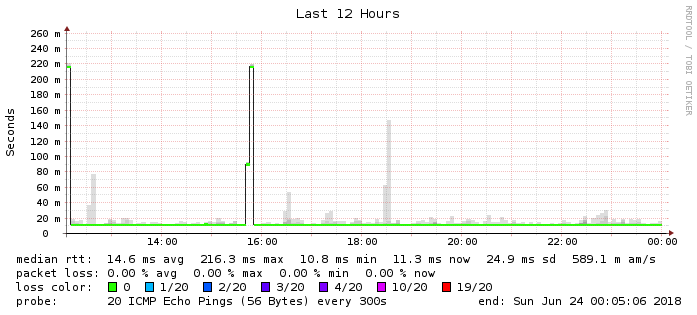 Last 12 Hours
RRDTOOL / TOBI OETIKER
Seconds
260 m
240 m
220 m
200 m
180 m
160 m
140 m
120 m
100 m
80 m
60 m
40 m
20 m
0
14:00 16:00 18:00 20:00 22:00 00:00
median rtt: 14.6 ms avg 216.3 ms max 10.8 ms min 11.3 ms now 24.9 ms sd 589.1 m am/s
packet loss: 0.00 % avg 0.00 % max 0.00 % min 0.00 % now
loss color: 0 1/20 2/20 3/20 4/20 10/20 19/20
probe: 20 ICMP Echo Pings (56 Bytes) every 300s end: Sun Jun 24 00:05:06 2018